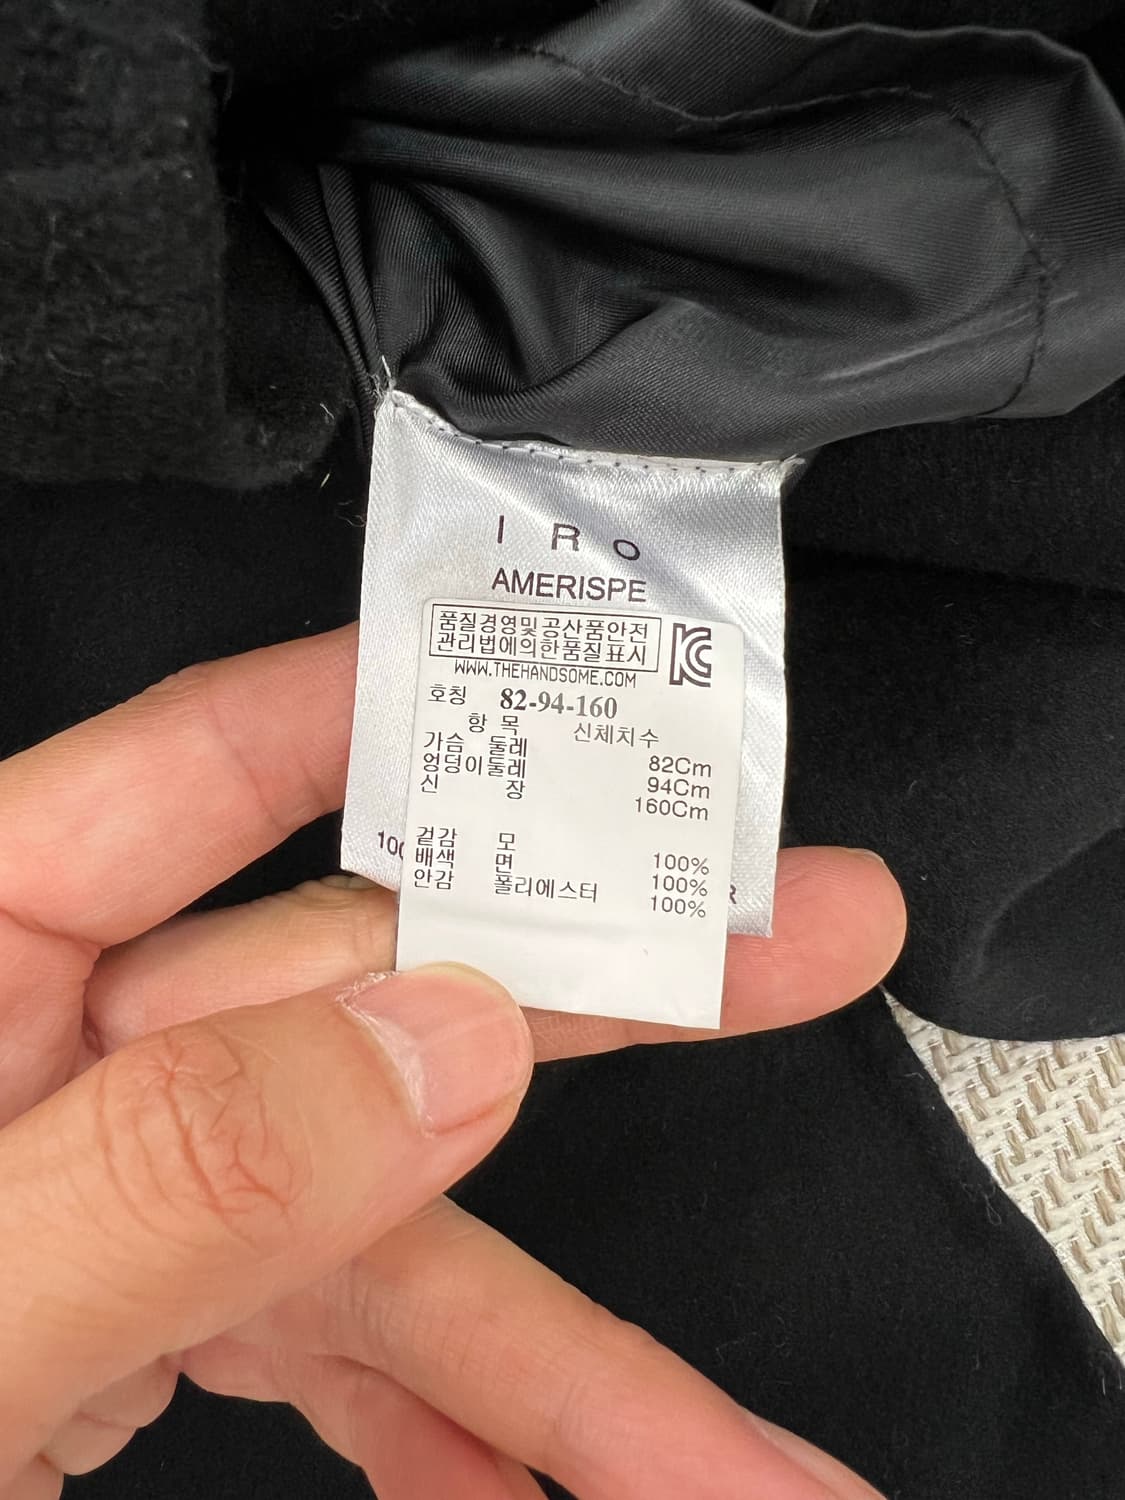 IRO
AMERISPE
품질경영및공산품안전
관리법에의한품질표시
WWW.THEHANDSOME.COM
호칭 82-94-160
항 목 신체치수
가슴 둘레 82Cm
엉덩이둘레 94Cm
신 장 160Cm
겉감 모 100%
배색 면 100%
안감 폴리에스터 100%